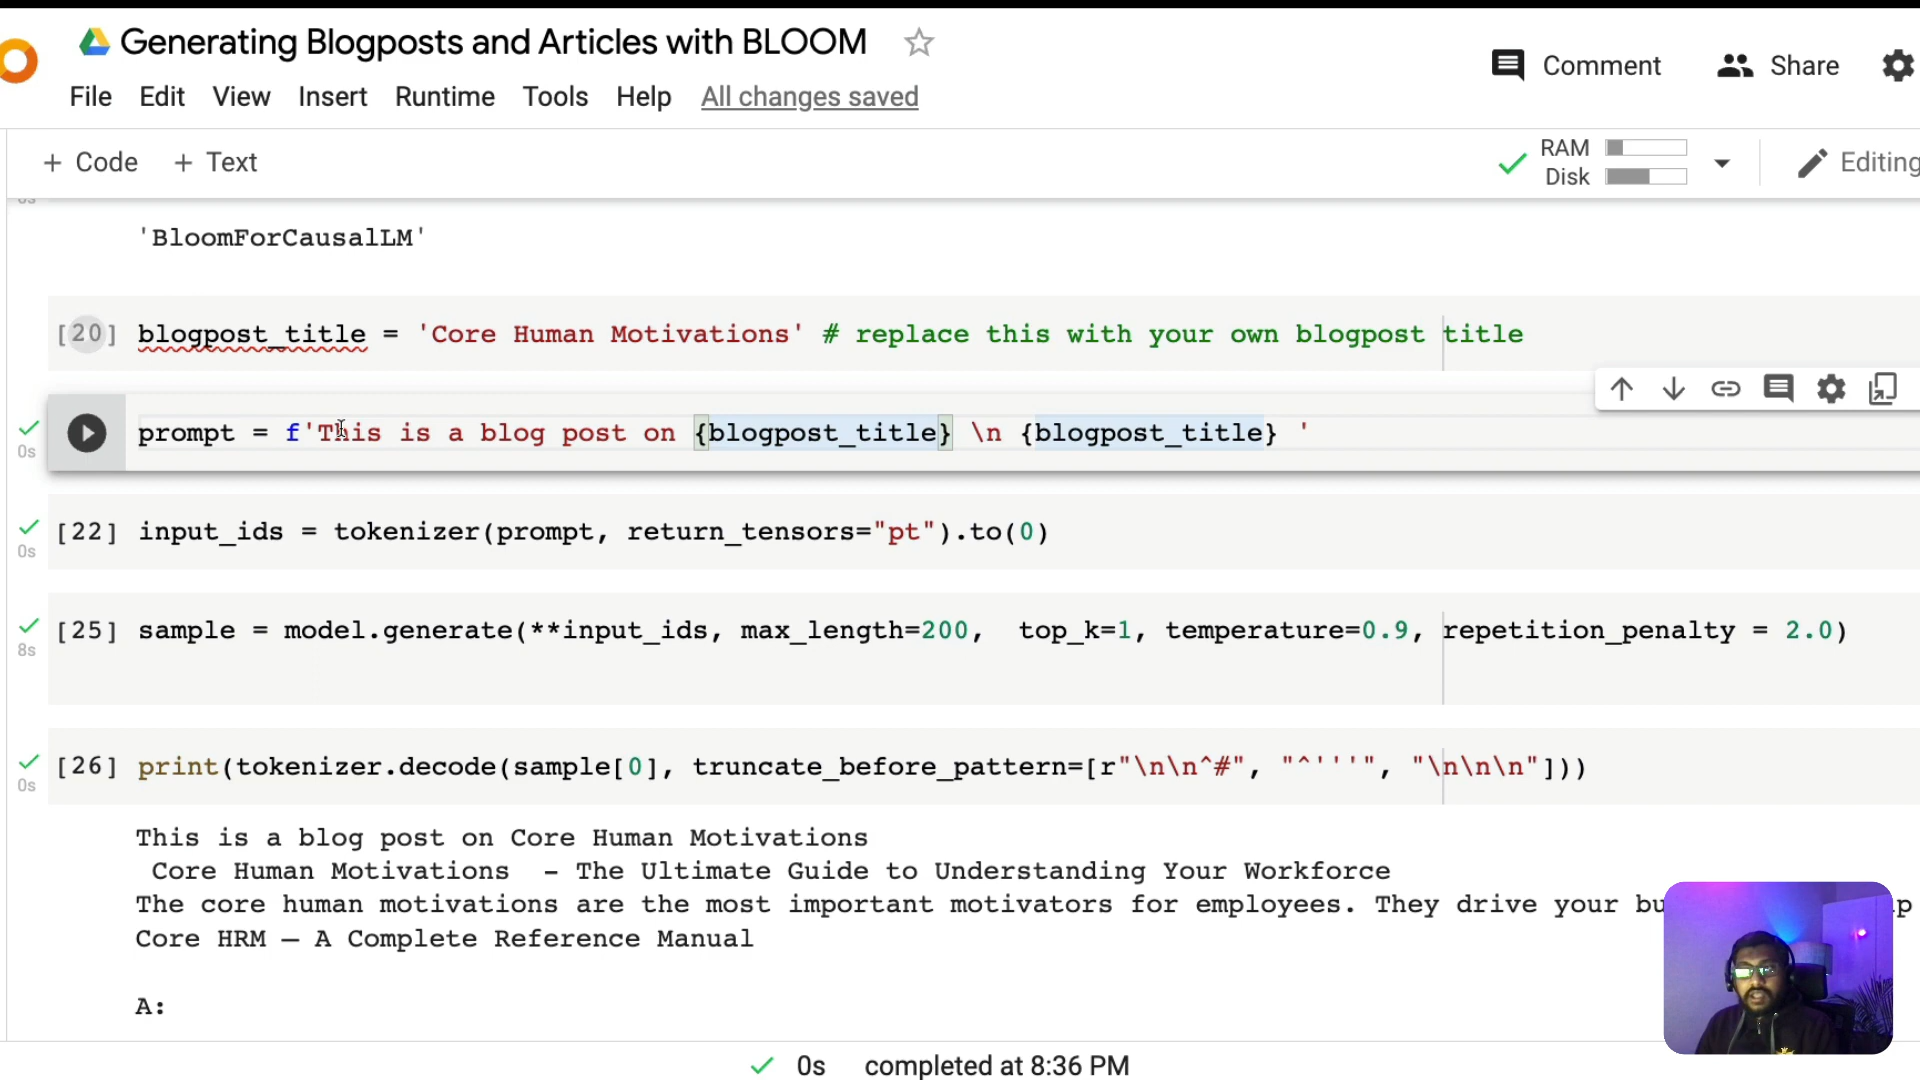 Generating Blogposts and Articles with BLOOM
Comment
Share
File Edit View Insert Runtime Tools Help All changes saved
+ Code + Text
RAM
Disk
Editing
'BloomForCausalLM'
[20] blogpost_title = 'Core Human Motivations' # replace this with your own blogpost title
prompt = f'This is a blog post on {blogpost_title} \n {blogpost_title} '
0s
[22] input_ids = tokenizer(prompt, return_tensors="pt").to(0)
0s
[25] sample = model.generate(**input_ids, max_length=200,  top_k=1, temperature=0.9, repetition_penalty = 2.0)
8s
[26] print(tokenizer.decode(sample[0], truncate_before_pattern=[r"\n\n^#", "^'''", "\n\n\n"]))
0s
This is a blog post on Core Human Motivations
Core Human Motivations  - The Ultimate Guide to Understanding Your Workforce
The core human motivations are the most important motivators for employees. They drive your
Core HRM – A Complete Reference Manual
A:
0s completed at 8:36 PM